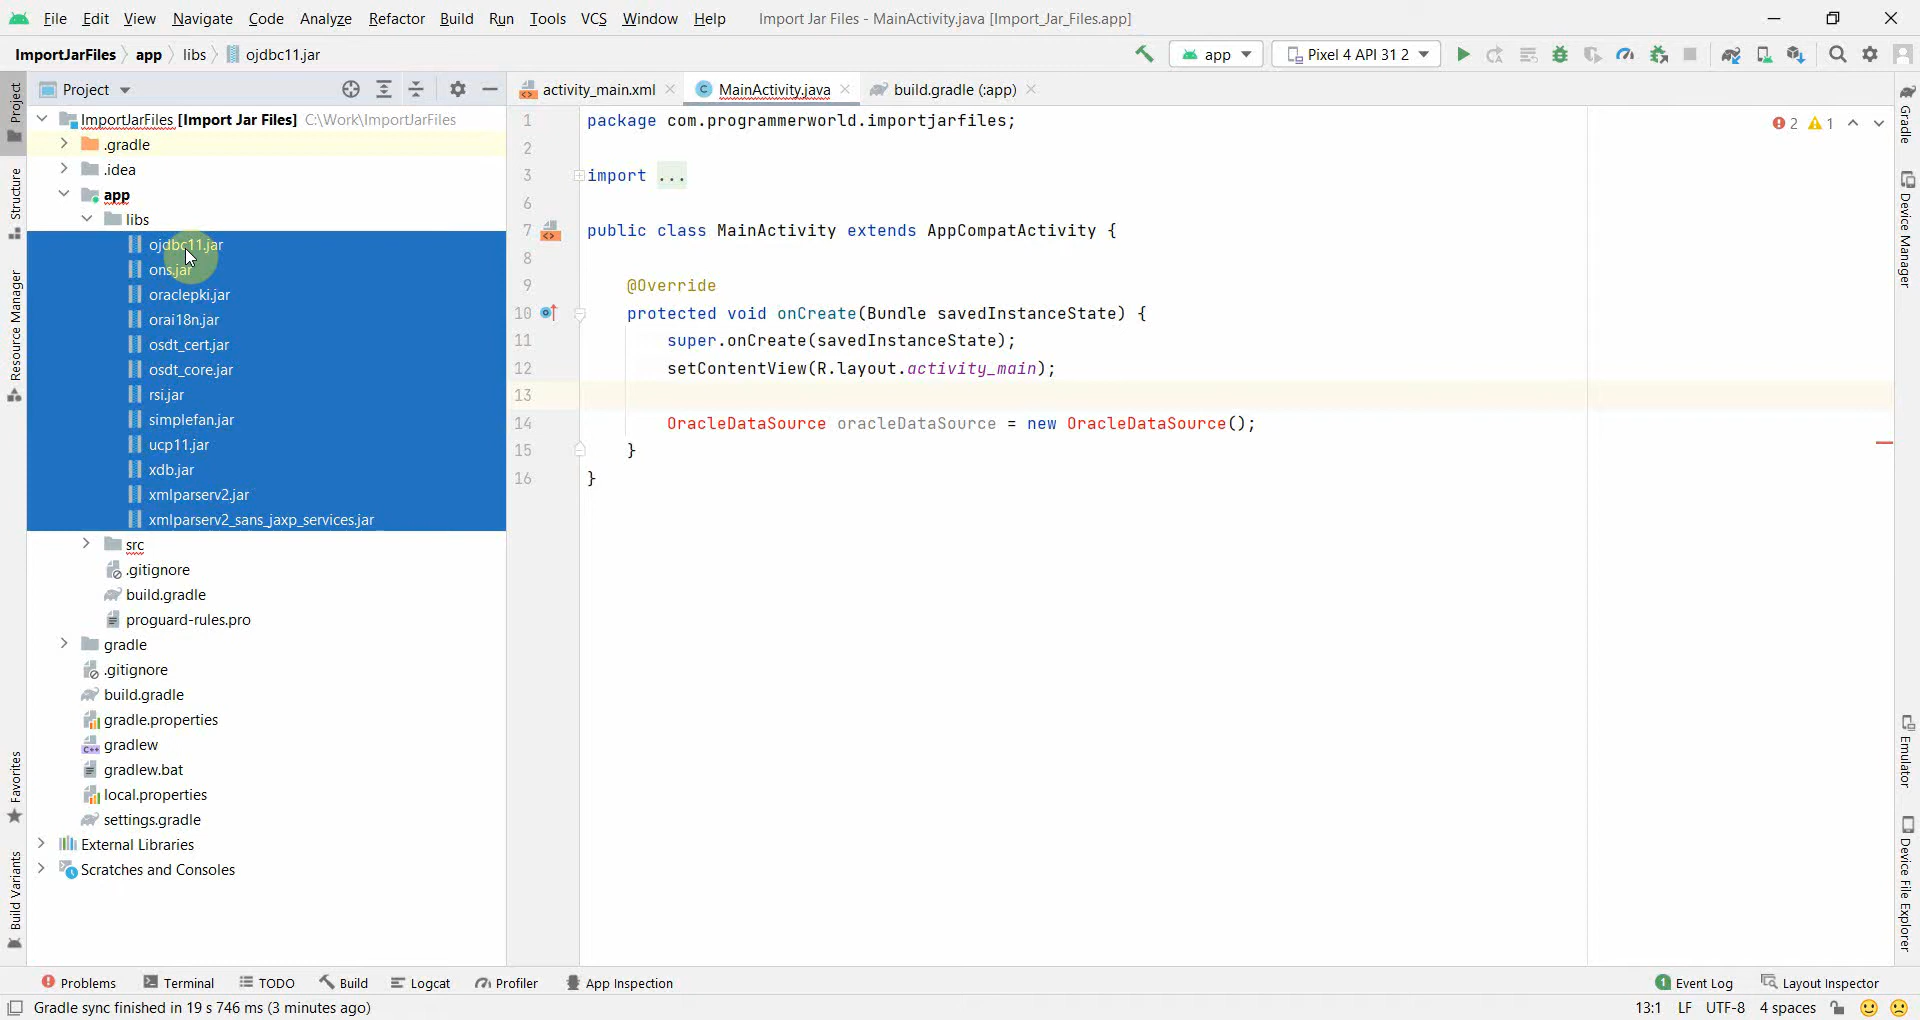 File Edit View Navigate Code Analyze Refactor Build Run Tools VCS Window Help Import Jar Files - MainActivity.java [Import_Jar_Files.app]
ImportJarFiles app libs ojdbc11.jar app Pixel 4 API 31 2
Project activity_main.xml MainActivity.java build.gradle (:app)
ImportJarFiles [Import Jar Files] C:\Work\ImportJarFiles
.gradle
.idea
app
libs
ojdbc11.jar
ons.jar
oraclepki.jar
orai18n.jar
osdt_cert.jar
osdt_core.jar
rsi.jar
simplefan.jar
ucp11.jar
xdb.jar
xmlparserv2.jar
xmlparserv2_sans_jaxp_services.jar
src
.gitignore
build.gradle
proguard-rules.pro
gradle
.gitignore
build.gradle
gradle.properties
gradlew
gradlew.bat
local.properties
settings.gradle
External Libraries
Scratches and Consoles
1 package com.programmerworld.importjarfiles;
2
3 import ...
6
7 public class MainActivity extends AppCompatActivity {
8
9 @Override
10 protected void onCreate(Bundle savedInstanceState) {
11 super.onCreate(savedInstanceState);
12 setContentView(R.layout.activity_main);
13
14 OracleDataSource oracleDataSource = new OracleDataSource();
15 }
16 }
2 1
Project
Structure
Resource Manager
Favorites
Build Variants
Gradle
Device Manager
Emulator
Device File Explorer
Problems Terminal TODO Build Logcat Profiler App Inspection 1 Event Log Layout Inspector
Gradle sync finished in 19 s 746 ms (3 minutes ago) 13:1 LF UTF-8 4 spaces